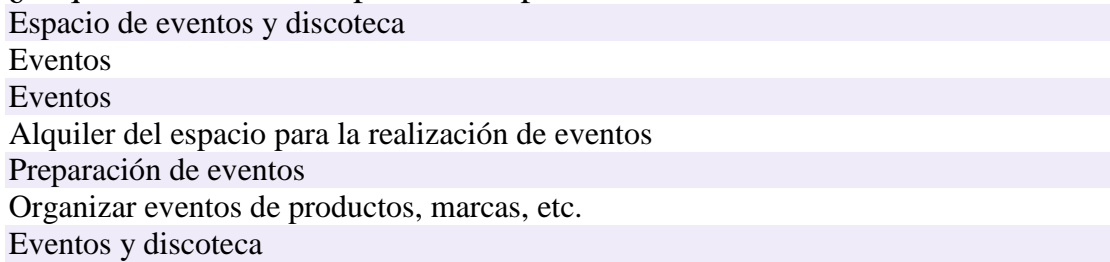 Espacio de eventos y discoteca
Eventos
Eventos
Alquiler del espacio para la realización de eventos
Preparación de eventos
Organizar eventos de productos, marcas, etc.
Eventos y discoteca